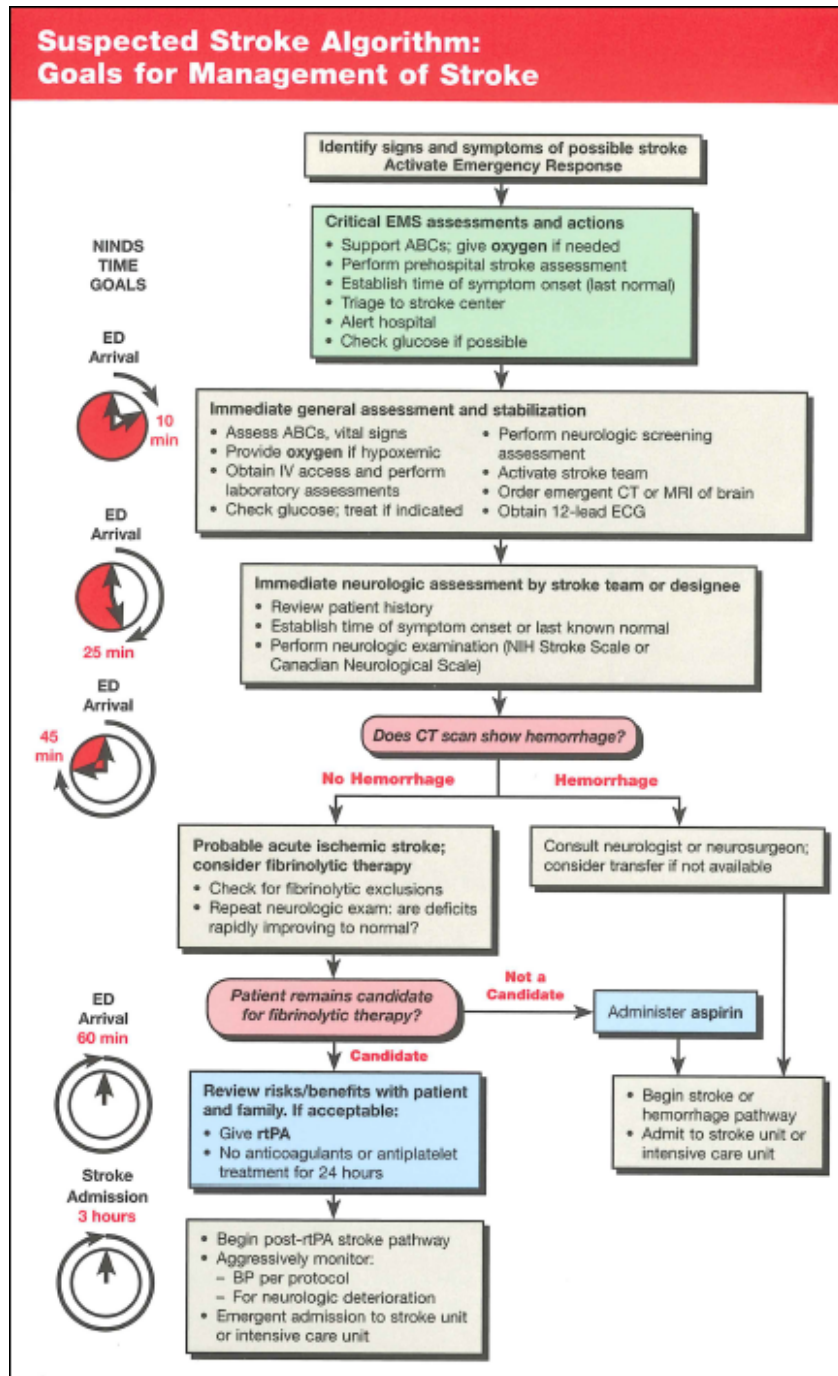 Suspected Stroke Algorithm:
Goals for Management of Stroke
Identify signs and symptoms of possible stroke
Activate Emergency Response
NINDS
TIME
GOALS
Critical EMS assessments and actions
• Support ABCs; give oxygen if needed
• Perform prehospital stroke assessment
• Establish time of symptom onset (last normal)
• Triage to stroke center
• Alert hospital
• Check glucose if possible
ED
Arrival
10
min
Immediate general assessment and stabilization
• Assess ABCs, vital signs
• Provide oxygen if hypoxemic
• Obtain IV access and perform
laboratory assessments
• Check glucose; treat if indicated
• Perform neurologic screening
assessment
• Activate stroke team
• Order emergent CT or MRI of brain
• Obtain 12-lead ECG
ED
Arrival
25 min
Immediate neurologic assessment by stroke team or designee
• Review patient history
• Establish time of symptom onset or last known normal
• Perform neurologic examination (NIH Stroke Scale or
Canadian Neurological Scale)
ED
Arrival
45
min
Does CT scan show hemorrhage?
No Hemorrhage
Hemorrhage
Probable acute ischemic stroke;
consider fibrinolytic therapy
• Check for fibrinolytic exclusions
• Repeat neurologic exam: are deficits
rapidly improving to normal?
Consult neurologist or neurosurgeon;
consider transfer if not available
Patient remains candidate
for fibrinolytic therapy?
Not a
Candidate
Administer aspirin
Candidate
ED
Arrival
60 min
Review risks/benefits with patient
and family. If acceptable:
• Give rtPA
• No anticoagulants or antiplatelet
treatment for 24 hours
• Begin stroke or
hemorrhage pathway
• Admit to stroke unit or
intensive care unit
Stroke
Admission
3 hours
• Begin post-rtPA stroke pathway
• Aggressively monitor:
– BP per protocol
– For neurologic deterioration
• Emergent admission to stroke unit
or intensive care unit